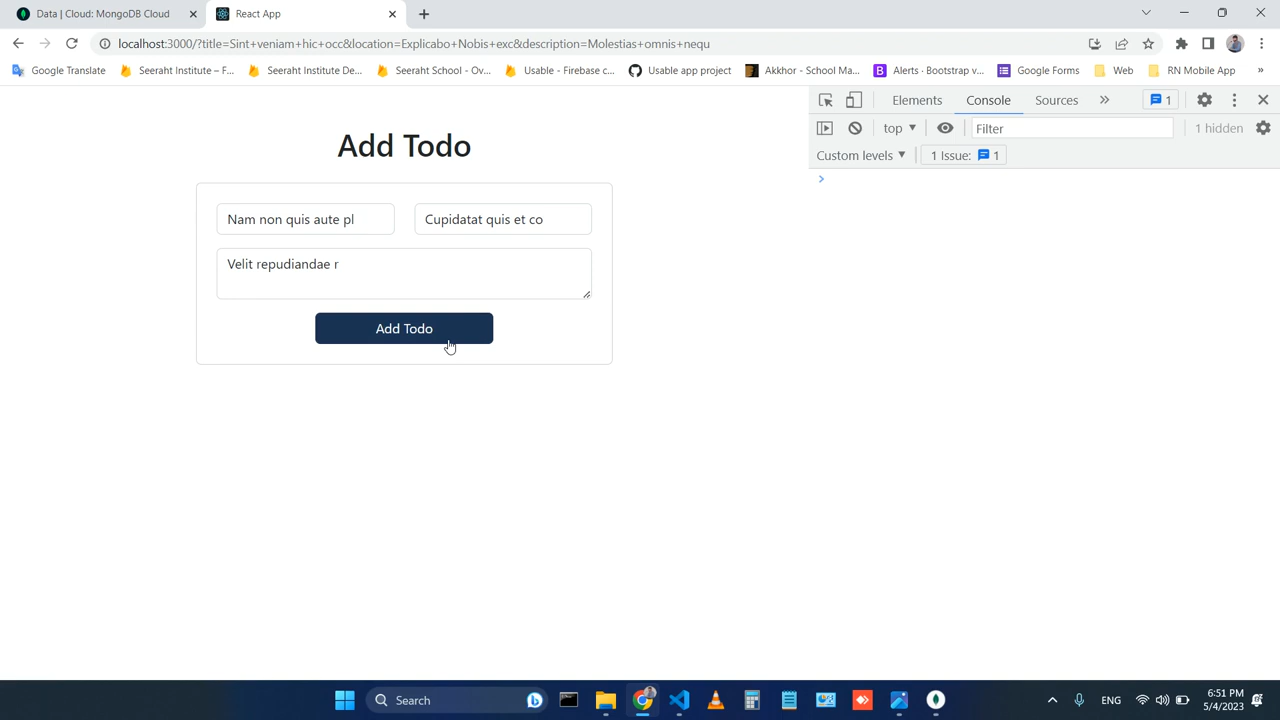 Data | Cloud: MongoDB Cloud
React App
localhost:3000/?title=Sint+veniam+hic+occ&location=Explicabo+Nobis+exc&description=Molestias+omnis+nequ
Google Translate
Seeraht Institute – F...
Seeraht Institute De...
Seeraht School - Ov...
Usable - Firebase c...
Usable app project
Akkhor - School Ma...
Alerts · Bootstrap v...
Google Forms
Web
RN Mobile App
»
Elements
Console
Sources
1
top
Filter
1 hidden
Custom levels
1 Issue: 1
Add Todo
Nam non quis aute pl
Cupidatat quis et co
Velit repudiandae r
Add Todo
Search
ENG
6:51 PM
5/4/2023